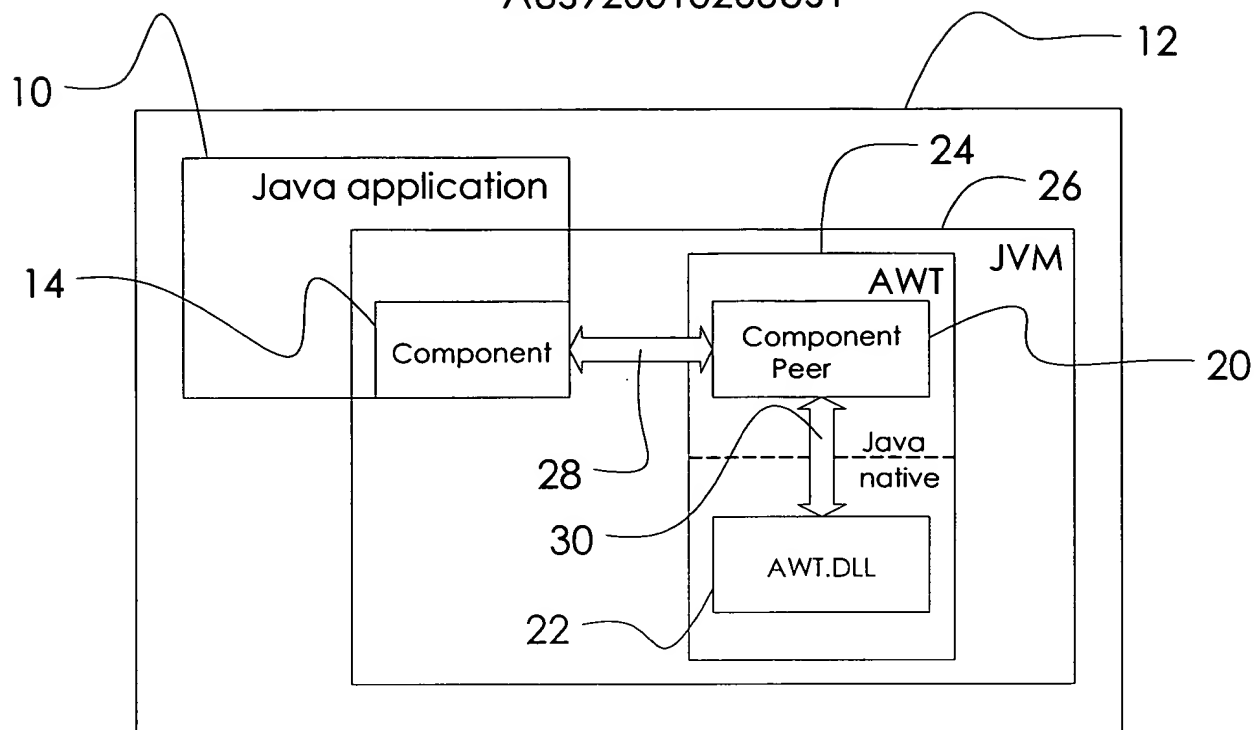 12
10
24
Java application
26
JVM
AWT
14
Component
Component
Peer
20
Java
28
native
30
AWT.DLL
22